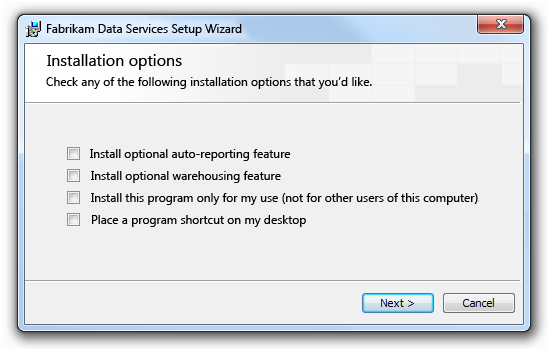 Fabrikam Data Services Setup Wizard
Installation options
Check any of the following installation options that you’d like.
Install optional auto-reporting feature
Install optional warehousing feature
Install this program only for my use (not for other users of this computer)
Place a program shortcut on my desktop
Next > Cancel